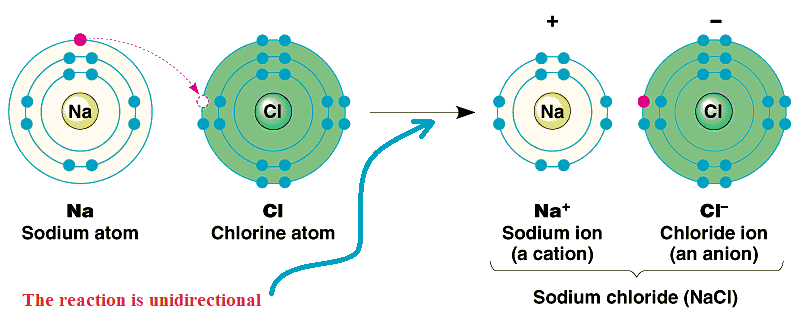 +
−
Na
Cl
Na
Cl
Na
Sodium atom
Cl
Chlorine atom
Na⁺
Sodium ion
(a cation)
Cl⁻
Chloride ion
(an anion)
The reaction is unidirectional
Sodium chloride (NaCl)